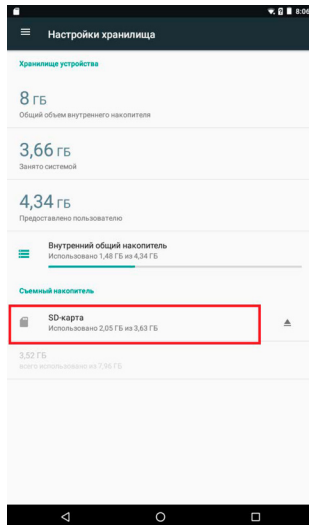 8:06
Настройки хранилища
Хранилище устройства
8 ГБ
Общий объем внутреннего накопителя
3,66 ГБ
Занято системой
4,34 ГБ
Предоставлено пользователю
Внутренний общий накопитель
Использовано 1,48 ГБ из 4,34 ГБ
Съемный накопитель
SD-карта
Использовано 2,05 ГБ из 3,63 ГБ
3,52 ГБ
всего использовано из 7,96 ГБ